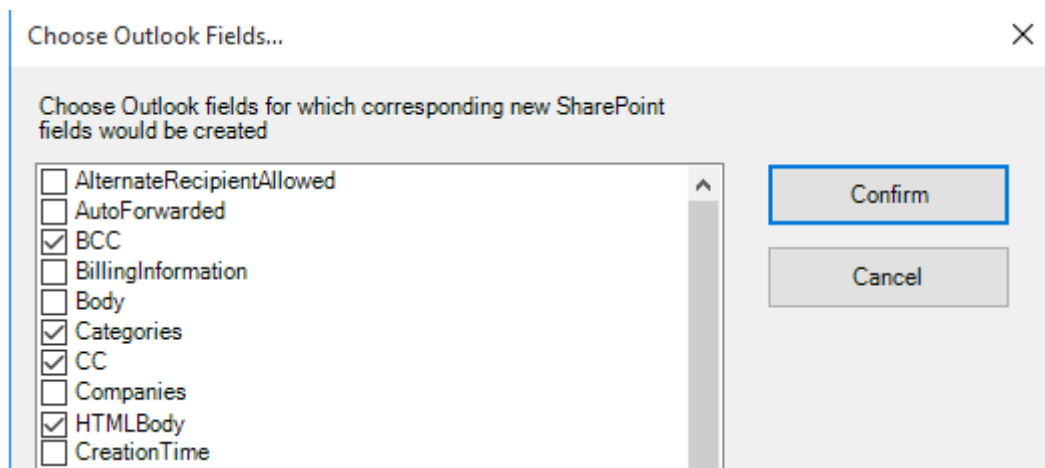 Choose Outlook Fields...
Choose Outlook fields for which corresponding new SharePoint
fields would be created
AlternateRecipientAllowed
AutoForwarded
BCC
BillingInformation
Body
Categories
CC
Companies
HTMLBody
CreationTime
Confirm
Cancel